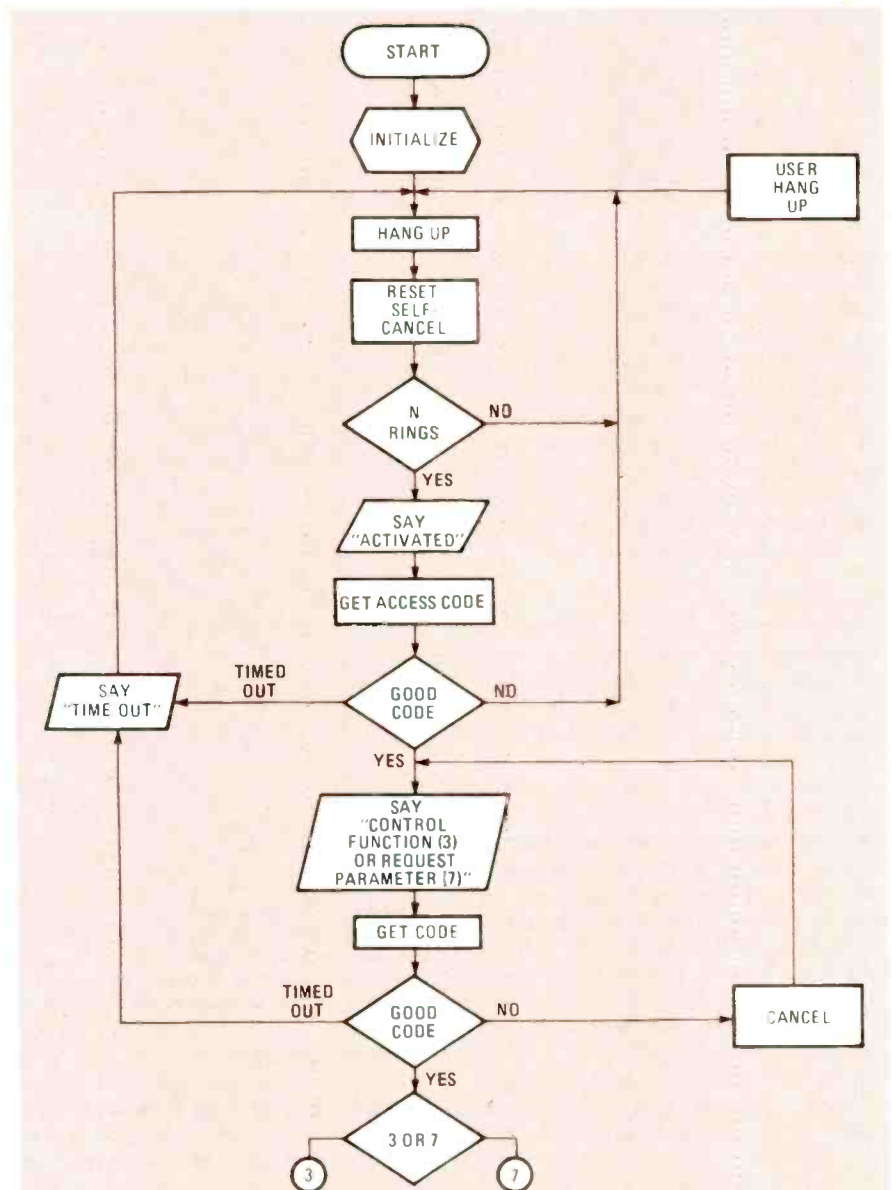 START
INITIALIZE
USER
HANG
UP
HANG UP
RESET
SELF-
CANCEL
N
RINGS
NO
YES
SAY
"ACTIVATED"
GET ACCESS CODE
TIMED
OUT
SAY
"TIME OUT"
GOOD
CODE
NO
YES
SAY
"CONTROL
FUNCTION (3)
OR REQUEST
PARAMETER (7)"
GET CODE
TIMED
OUT
GOOD
CODE
NO
CANCEL
YES
3 OR 7
3
7